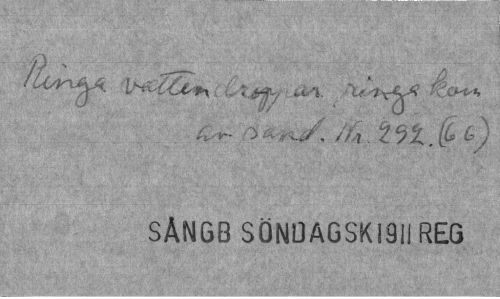 Ringa vattendroppar, ringa korn
av sand. Nr. 292. (66)
SÅNGB SÖNDAGSK 1911 REG